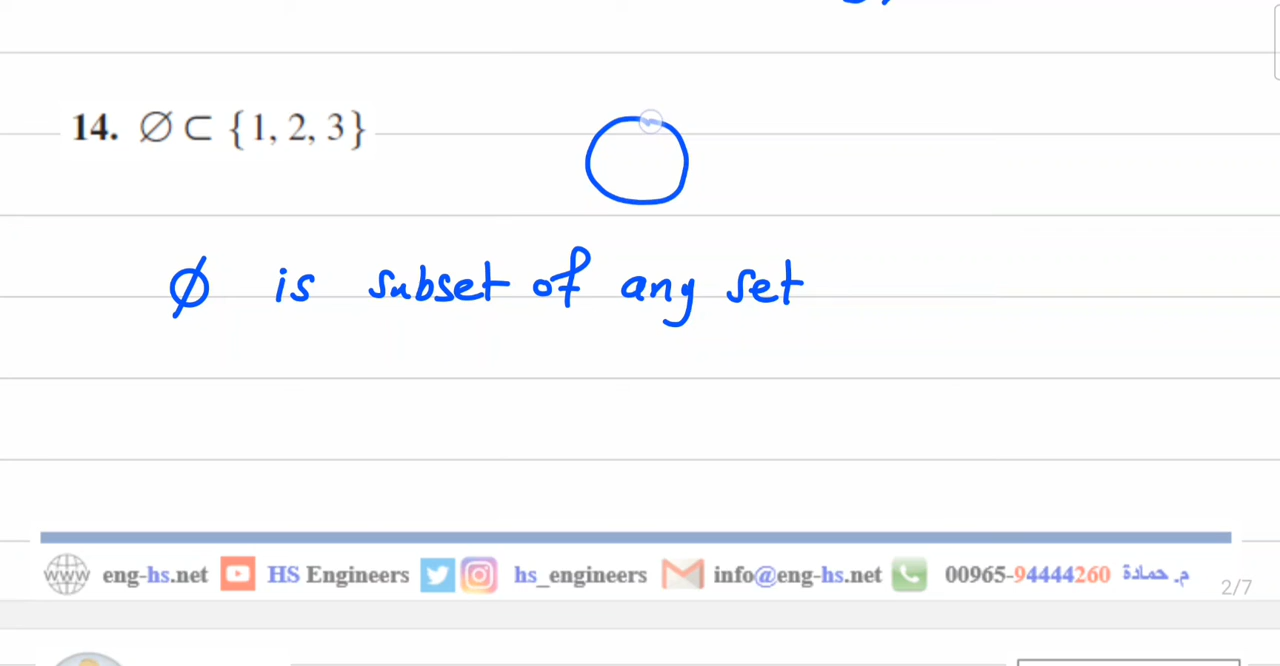 14. ∅ ⊂ {1, 2, 3}
∅ is subset of any set
www eng-hs.net HS Engineers hs_engineers info@eng-hs.net 00965-94444260 م. حمادة
2/7